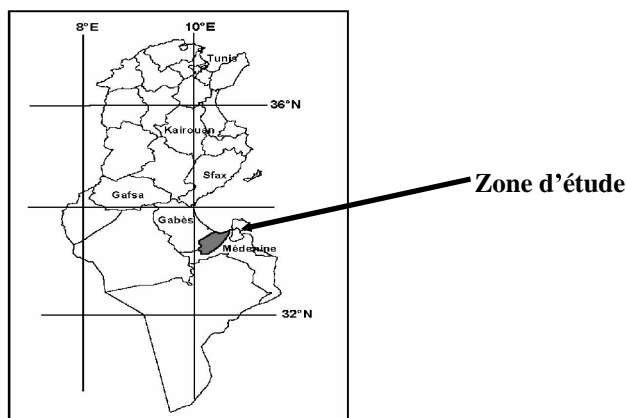 8°E 10°E
Tunis
36°N
Kairouan
Sfax
Zone d'étude
Gafsa
Gabès
Médenine
32°N